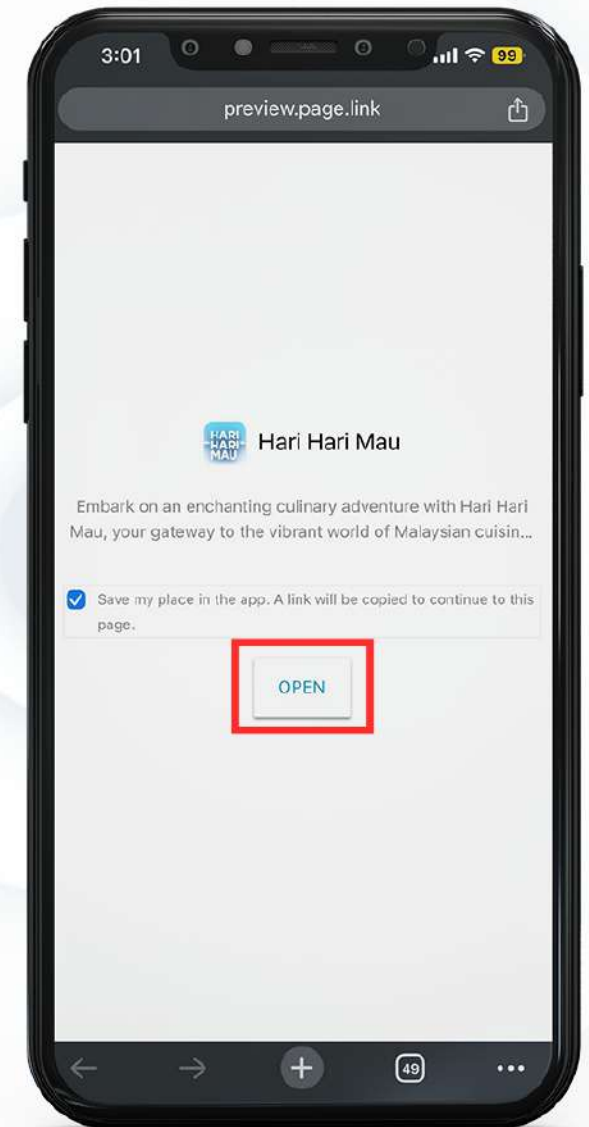 3:01
99
preview.page.link
HARI
HARI
MAU
Hari Hari Mau
Embark on an enchanting culinary adventure with Hari Hari
Mau, your gateway to the vibrant world of Malaysian cuisin...
Save my place in the app. A link will be copied to continue to this
page.
OPEN
49